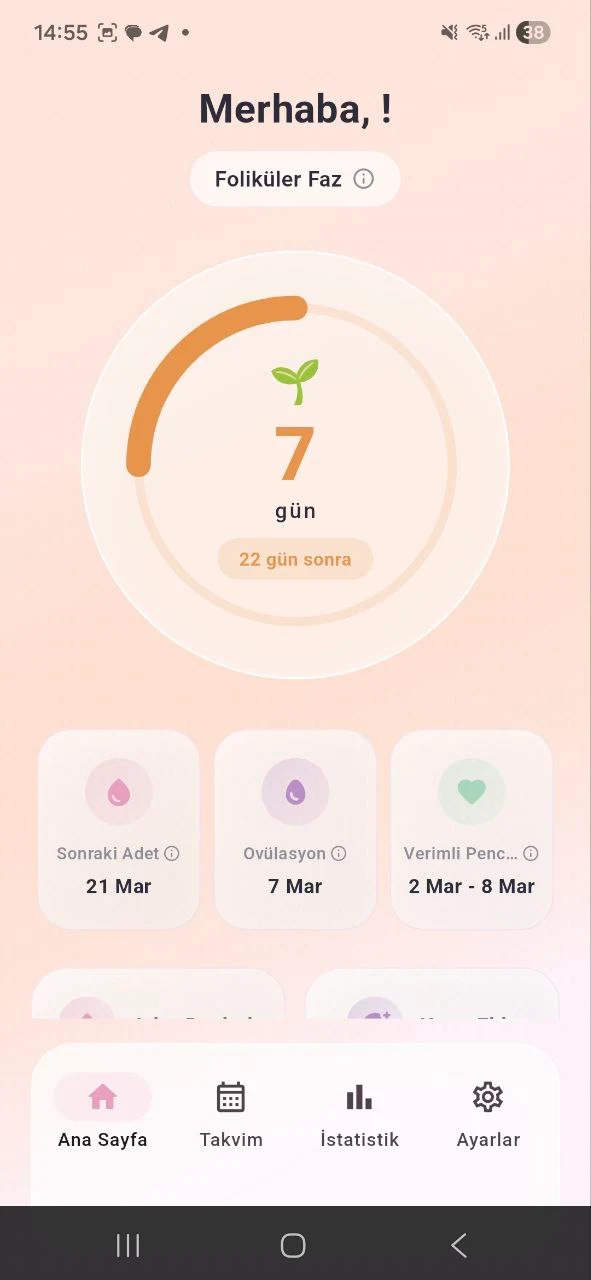 14:55
38
Merhaba, !
Foliküler Faz
7
gün
22 gün sonra
Sonraki Adet
21 Mar
Ovülasyon
7 Mar
Verimli Penc...
2 Mar - 8 Mar
Ana Sayfa
Takvim
İstatistik
Ayarlar